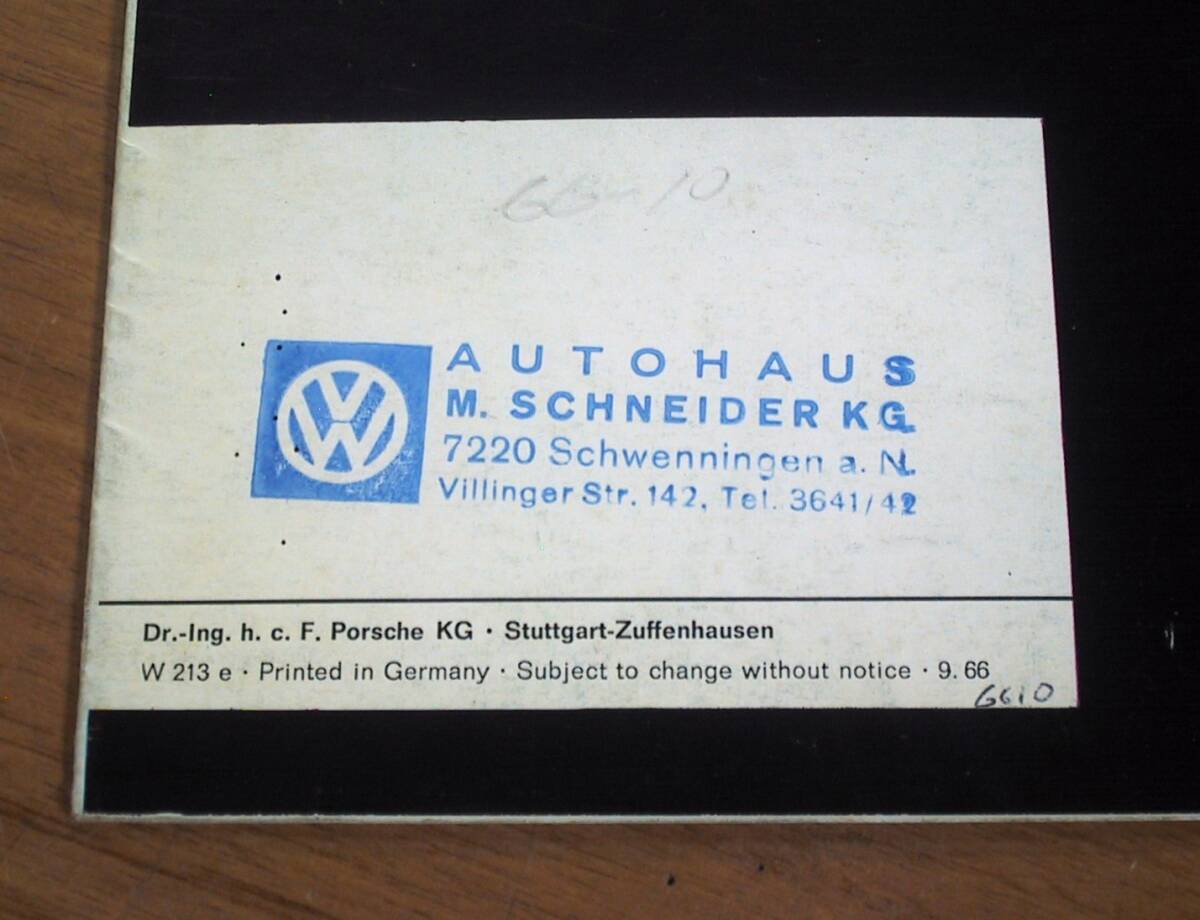 66-10
AUTOHAUS
M. SCHNEIDER KG.
7220 Schwenningen a. N.
Villinger Str. 142, Tel. 3641/42
Dr.-Ing. h. c. F. Porsche KG · Stuttgart-Zuffenhausen
W 213 e · Printed in Germany · Subject to change without notice · 9. 66
6610